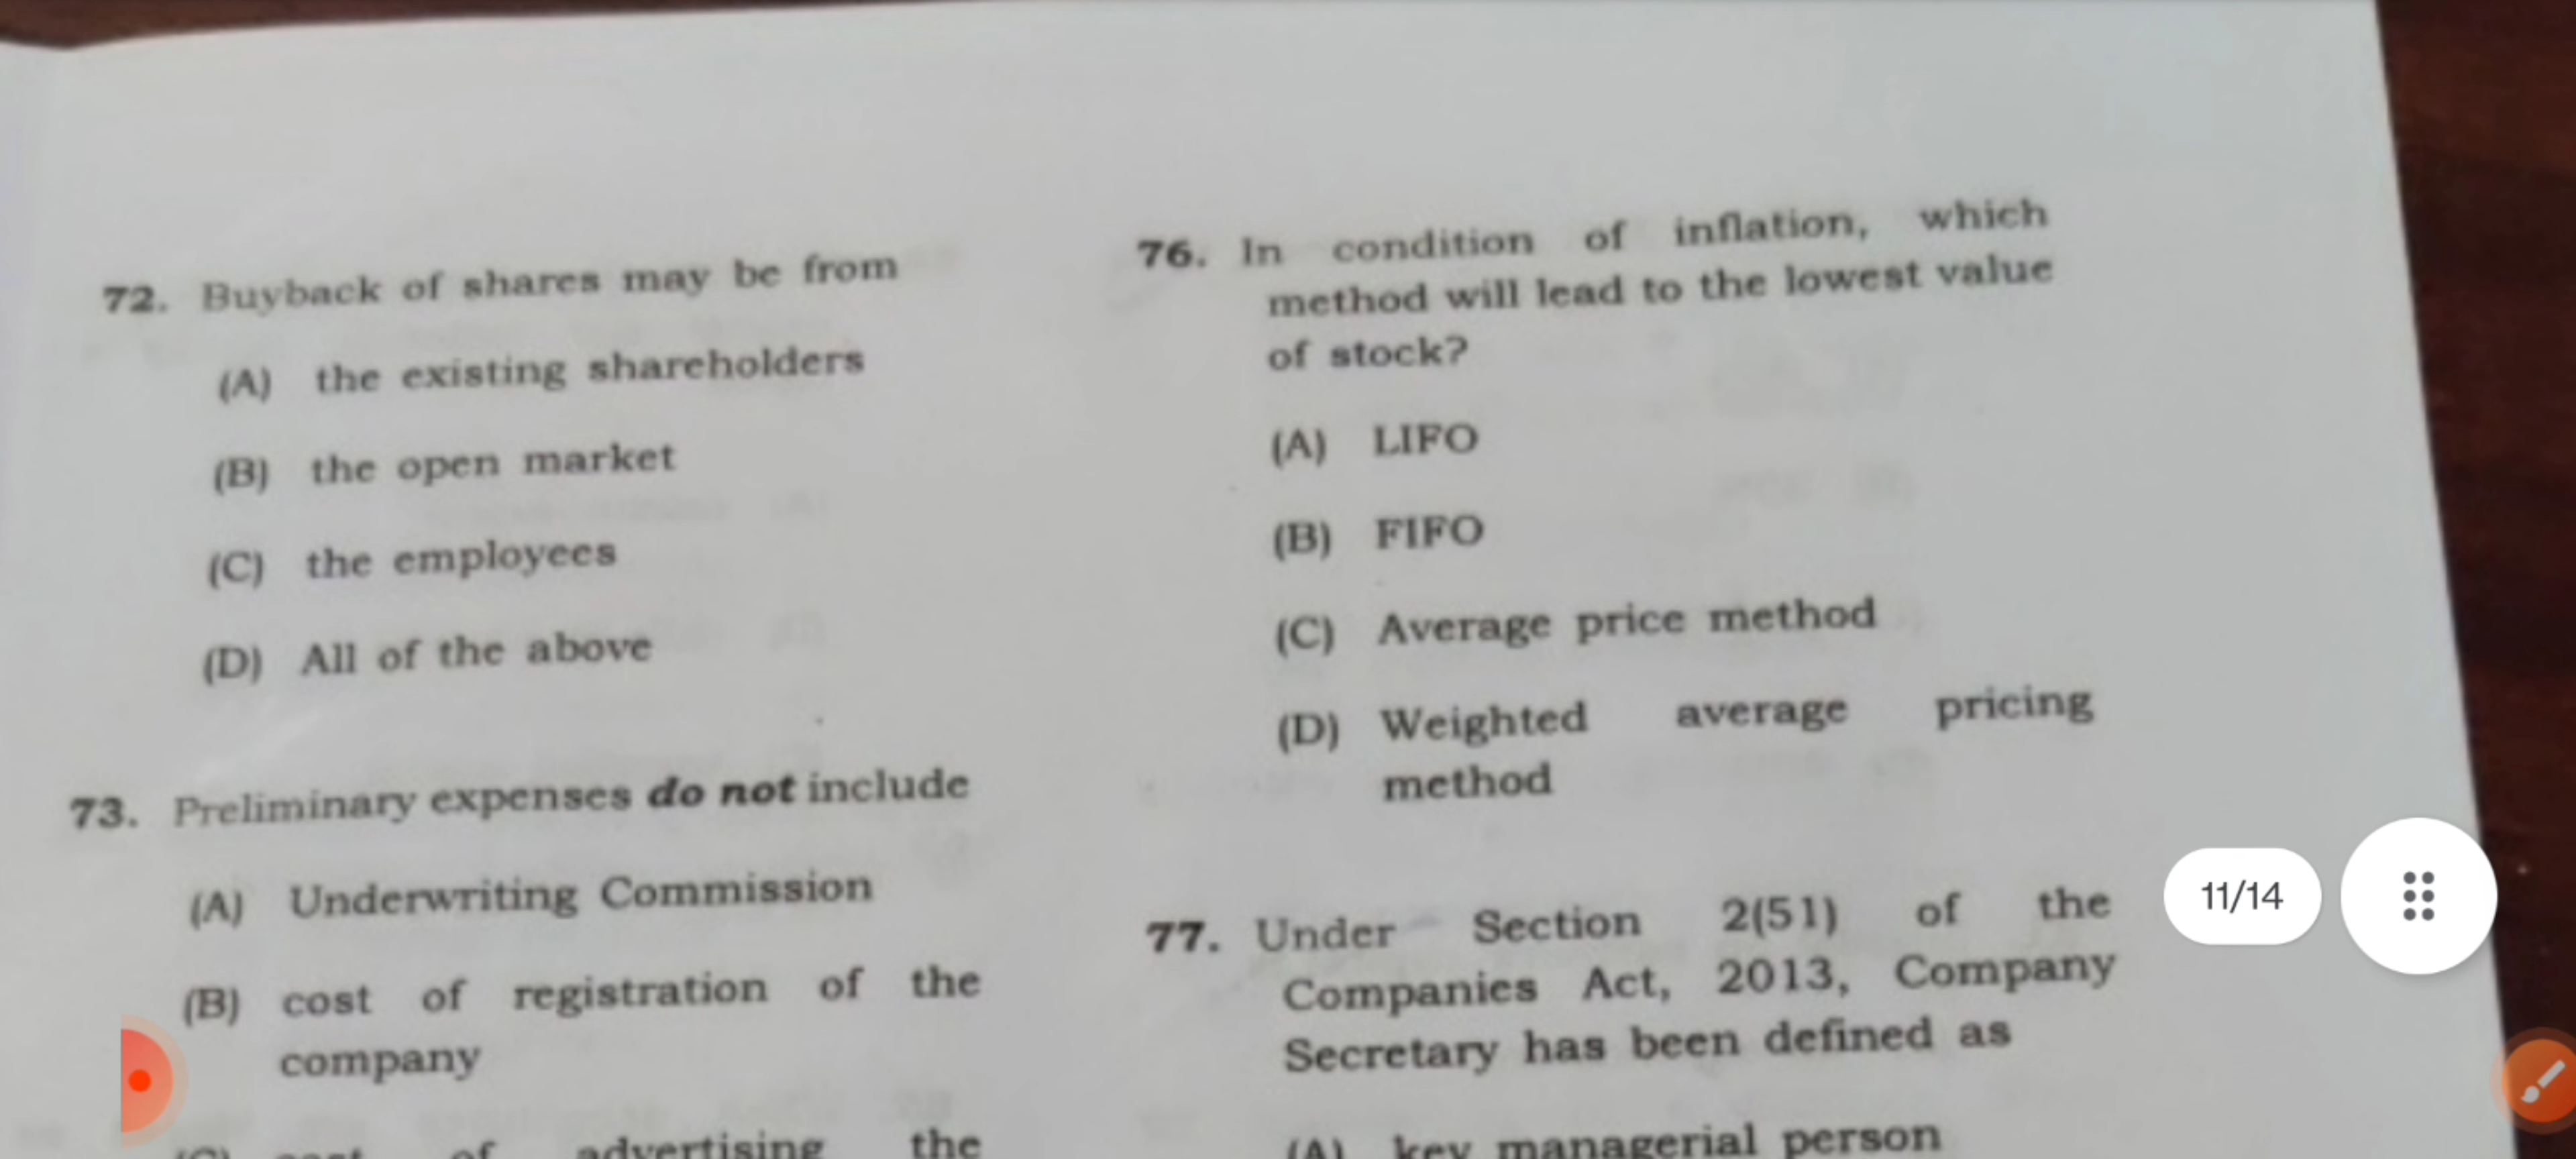 72. Buyback of shares may be from
(A) the existing shareholders
(B) the open market
(C) the employees
(D) All of the above
73. Preliminary expenses do not include
(A) Underwriting Commission
(B) cost of registration of the
company
(C) cost of advertising the
76. In condition of inflation, which
method will lead to the lowest value
of stock?
(A) LIFO
(B) FIFO
(C) Average price method
(D) Weighted average pricing
method
77. Under Section 2(51) of the
Companies Act, 2013, Company
Secretary has been defined as
(A) key managerial person
11/14